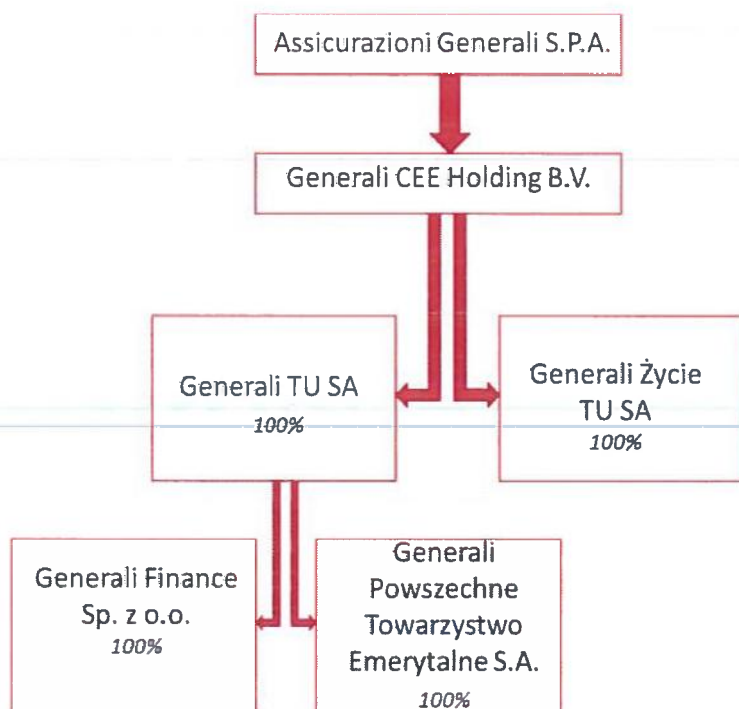 Assicurazioni Generali S.P.A.
Generali CEE Holding B.V.
Generali TU SA
100%
Generali Życie
TU SA
100%
Generali Finance
Sp. z o.o.
100%
Generali
Powszechne
Towarzystwo
Emerytalne S.A.
100%